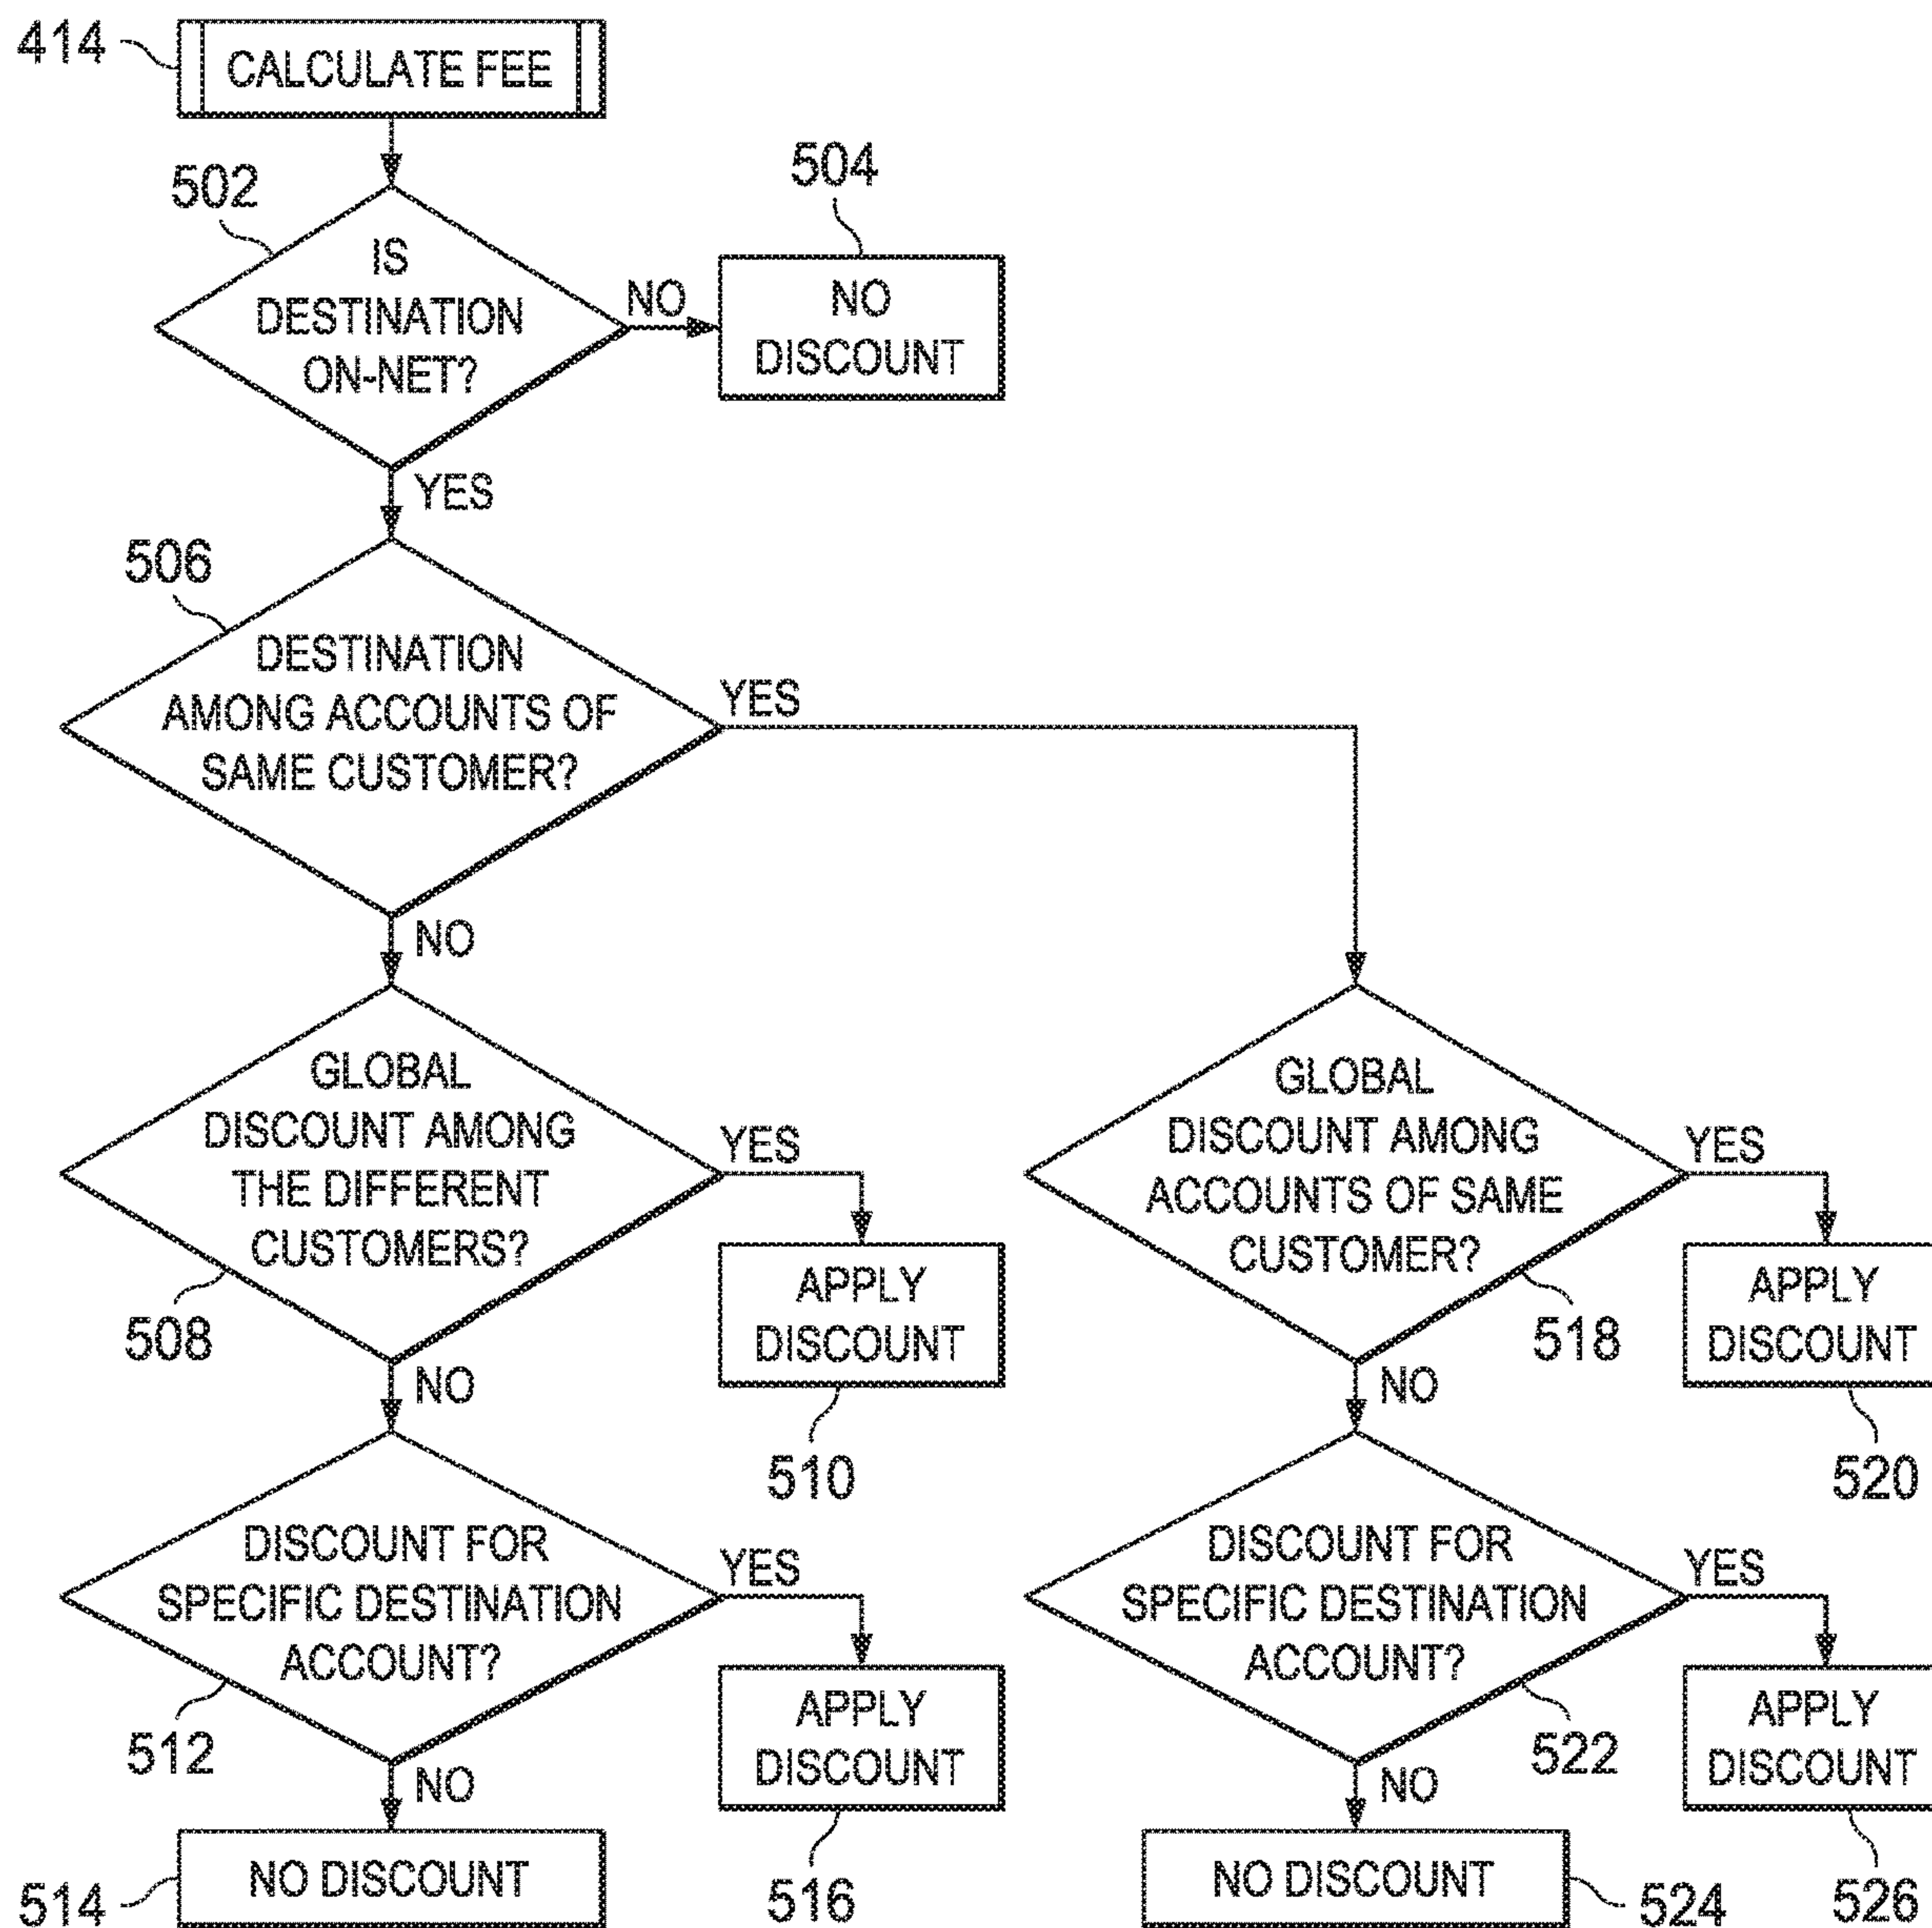 414
CALCULATE FEE
502
504
IS
DESTINATION
ON-NET?
NO
NO
DISCOUNT
YES
506
DESTINATION
AMONG ACCOUNTS OF
SAME CUSTOMER?
YES
NO
GLOBAL
DISCOUNT AMONG
THE DIFFERENT
CUSTOMERS?
YES
508
NO
APPLY
DISCOUNT
510
GLOBAL
DISCOUNT AMONG
ACCOUNTS OF SAME
CUSTOMER?
YES
518
NO
APPLY
DISCOUNT
520
DISCOUNT FOR
SPECIFIC DESTINATION
ACCOUNT?
YES
512
NO
APPLY
DISCOUNT
516
DISCOUNT FOR
SPECIFIC DESTINATION
ACCOUNT?
YES
522
NO
APPLY
DISCOUNT
526
514
NO DISCOUNT
NO DISCOUNT
524